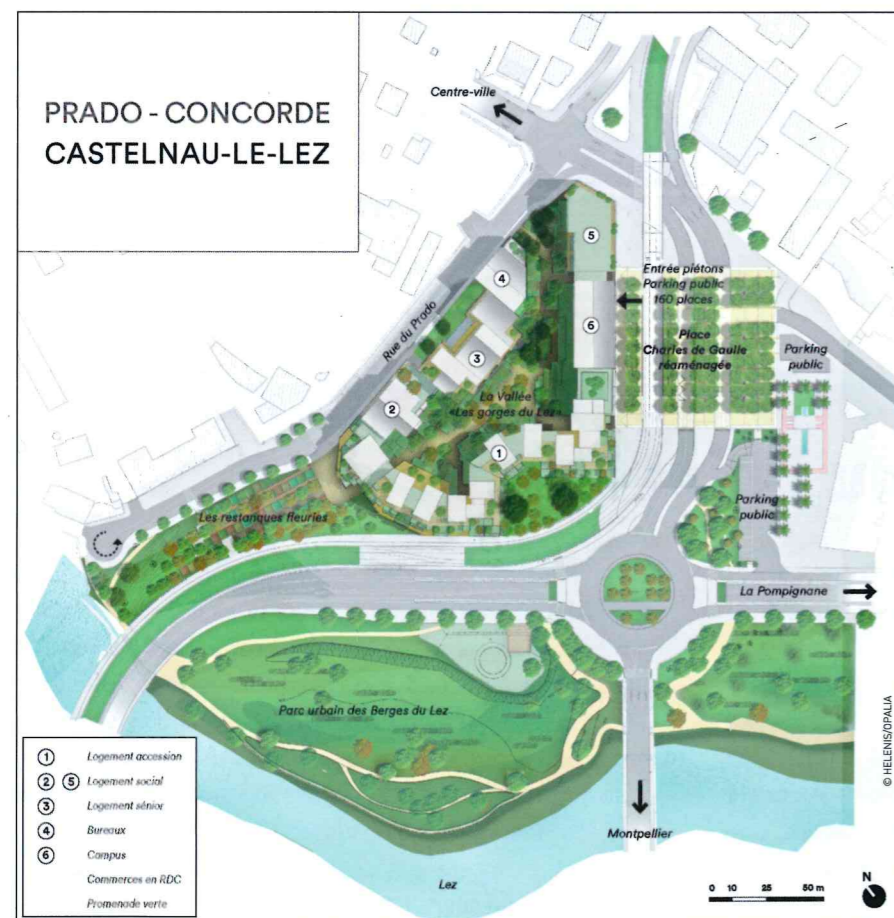 PRADO - CONCORDE
CASTELNAU-LE-LEZ
Centre-ville
5
4
Entrée piétons
Parking public
160 places
6
Rue du Prado
Place
Charles de Gaulle
réaménagée
Parking
public
3
2
La Vallée
«Les gorges du Lez»
1
Les restanques fleuries
Parking
public
La Pompignane
Parc urbain des Berges du Lez
Montpellier
Lez
1 Logement accession
2 5 Logement social
3 Logement sénior
4 Bureaux
6 Campus
Commerces en RDC
Promenade verte
0 10 25 50 m
N
© HELENIS/OPALIA